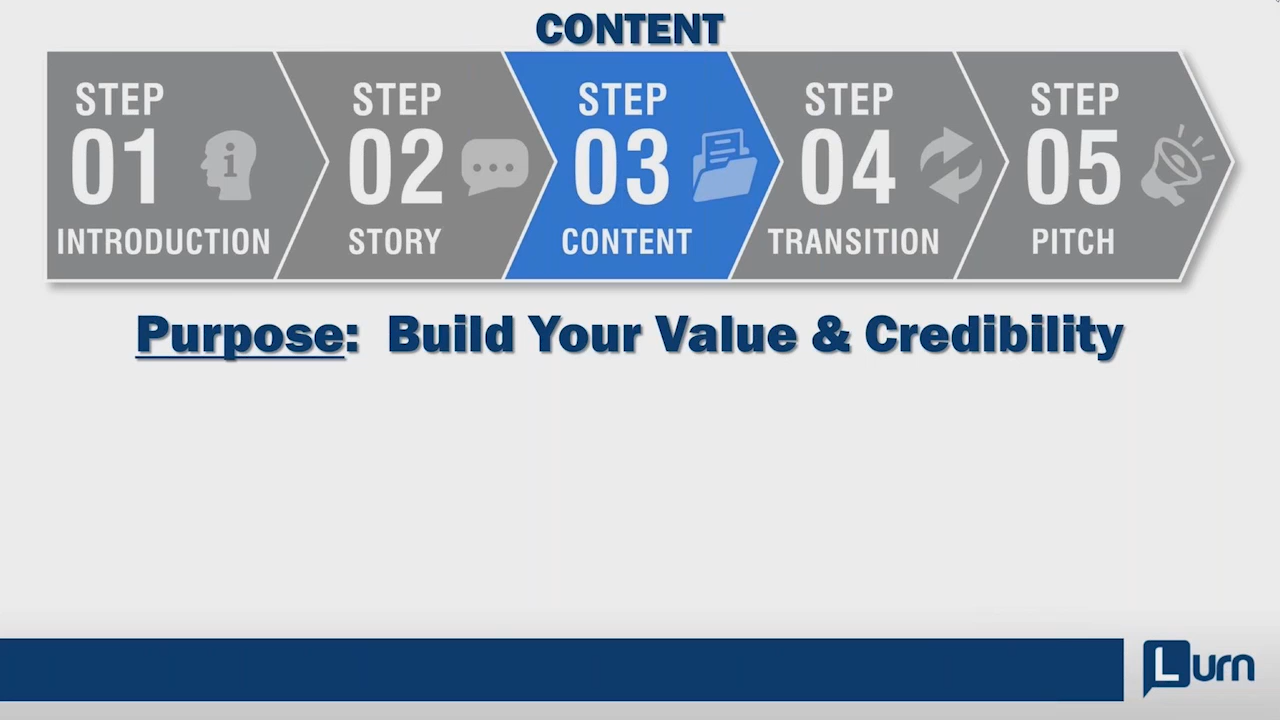 CONTENT
STEP
01
INTRODUCTION
STEP
02
STORY
STEP
03
CONTENT
STEP
04
TRANSITION
STEP
05
PITCH
Purpose: Build Your Value & Credibility
Lurn